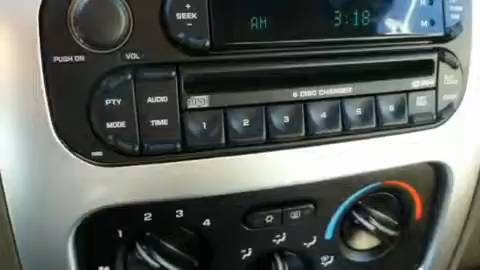 +
SEEK
-
AM 3:18
PUSH ON VOL
6 DISC CHANGER
PTY AUDIO
MODE TIME
1 2 3 4 5 6
1 2 3 4